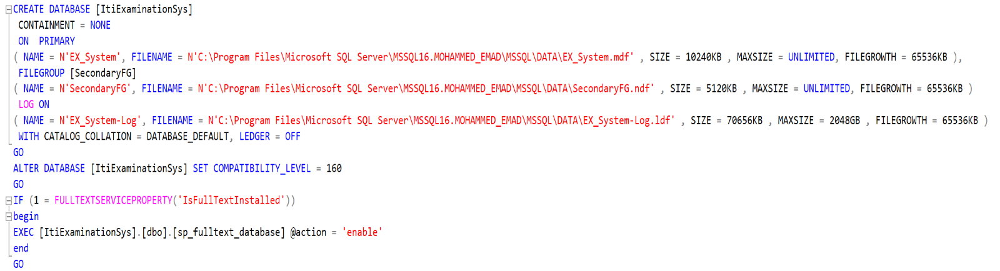 CREATE DATABASE [ItiExaminationSys]
CONTAINMENT = NONE
ON  PRIMARY
( NAME = N'EX_System', FILENAME = N'C:\Program Files\Microsoft SQL Server\MSSQL16.MOHAMMED_EMAD\MSSQL\DATA\EX_System.mdf' , SIZE = 10240KB , MAXSIZE = UNLIMITED, FILEGROWTH = 65536KB ),
FILEGROUP [SecondaryFG]
( NAME = N'SecondaryFG', FILENAME = N'C:\Program Files\Microsoft SQL Server\MSSQL16.MOHAMMED_EMAD\MSSQL\DATA\SecondaryFG.ndf' , SIZE = 5120KB , MAXSIZE = UNLIMITED, FILEGROWTH = 65536KB )
LOG ON
( NAME = N'EX_System-Log', FILENAME = N'C:\Program Files\Microsoft SQL Server\MSSQL16.MOHAMMED_EMAD\MSSQL\DATA\EX_System-Log.ldf' , SIZE = 70656KB , MAXSIZE = 2048GB , FILEGROWTH = 65536KB )
WITH CATALOG_COLLATION = DATABASE_DEFAULT, LEDGER = OFF
GO
ALTER DATABASE [ItiExaminationSys] SET COMPATIBILITY_LEVEL = 160
GO
IF (1 = FULLTEXTSERVICEPROPERTY('IsFullTextInstalled'))
begin
EXEC [ItiExaminationSys].[dbo].[sp_fulltext_database] @action = 'enable'
end
GO